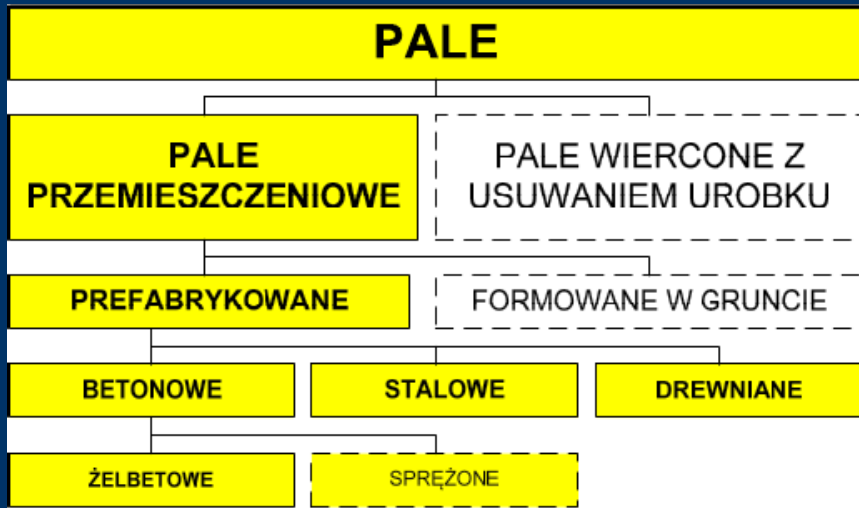 PALE
PALE
PRZEMIESZCZENIOWE
PALE WIERCONE Z
USUWANIEM UROBKU
PREFABRYKOWANE
FORMOWANE W GRUNCIE
BETONOWE
STALOWE
DREWNIANE
ŻELBETOWE
SPRĘŻONE